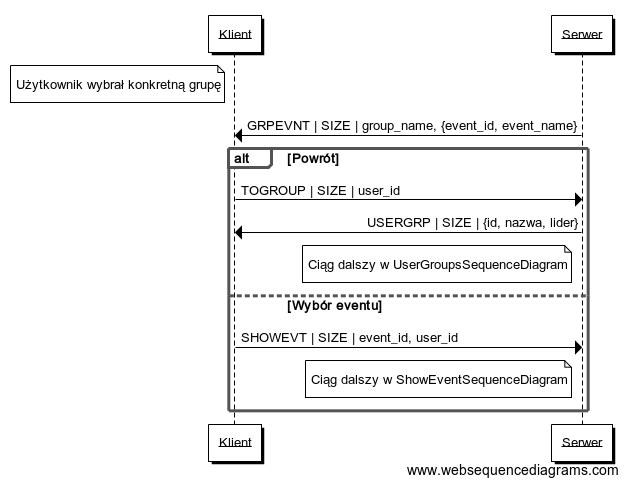 Klient
Serwer
Użytkownik wybrał konkretną grupę
GRPEVNT | SIZE | group_name, {event_id, event_name}
alt
[Powrót]
TOGROUP | SIZE | user_id
USERGRP | SIZE | {id, nazwa, lider}
Ciąg dalszy w UserGroupsSequenceDiagram
[Wybór eventu]
SHOWEVT | SIZE | event_id, user_id
Ciąg dalszy w ShowEventSequenceDiagram
Klient
Serwer
www.websequencediagrams.com